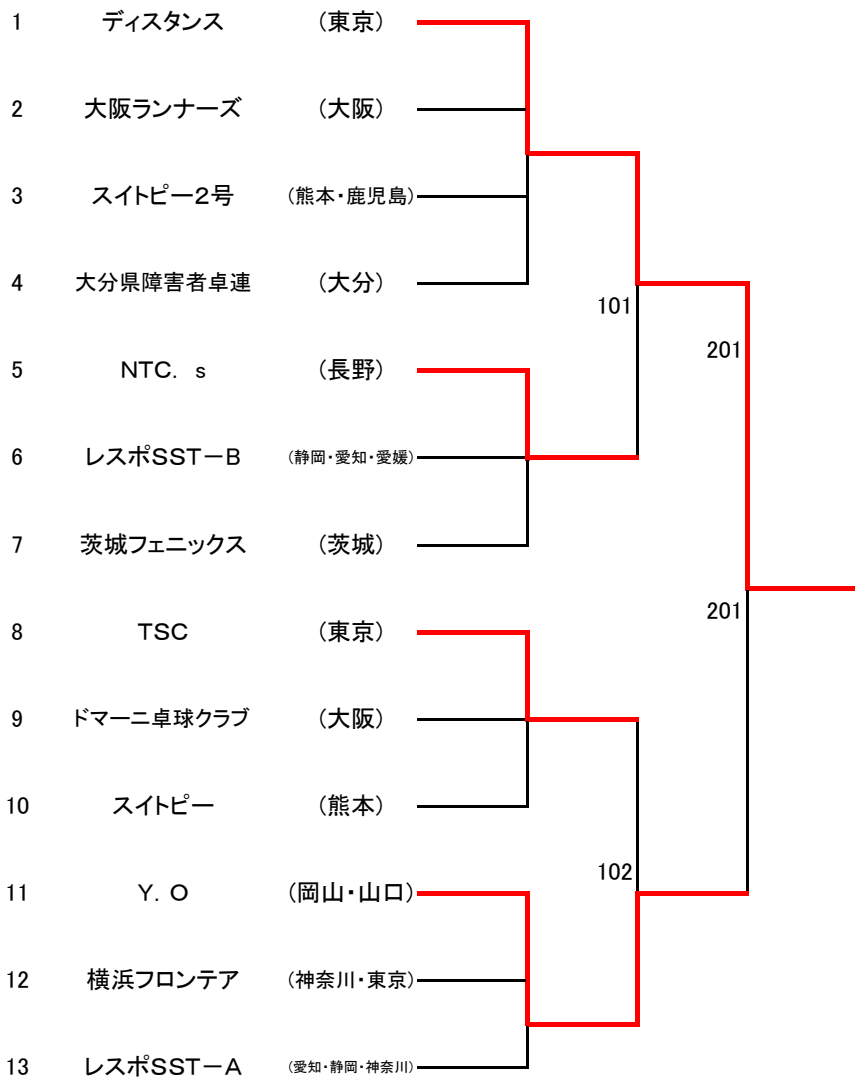 1 ディスタンス (東京)
2 大阪ランナーズ (大阪)
3 スイトピー2号 (熊本・鹿児島)
4 大分県障害者卓連 (大分)
101
201
5 NTC. s (長野)
6 レスポSST-B (静岡・愛知・愛媛)
7 茨城フェニックス (茨城)
201
8 TSC (東京)
9 ドマーニ卓球クラブ (大阪)
10 スイトピー (熊本)
102
11 Y. O (岡山・山口)
12 横浜フロンテア (神奈川・東京)
13 レスポSST-A (愛知・静岡・神奈川)